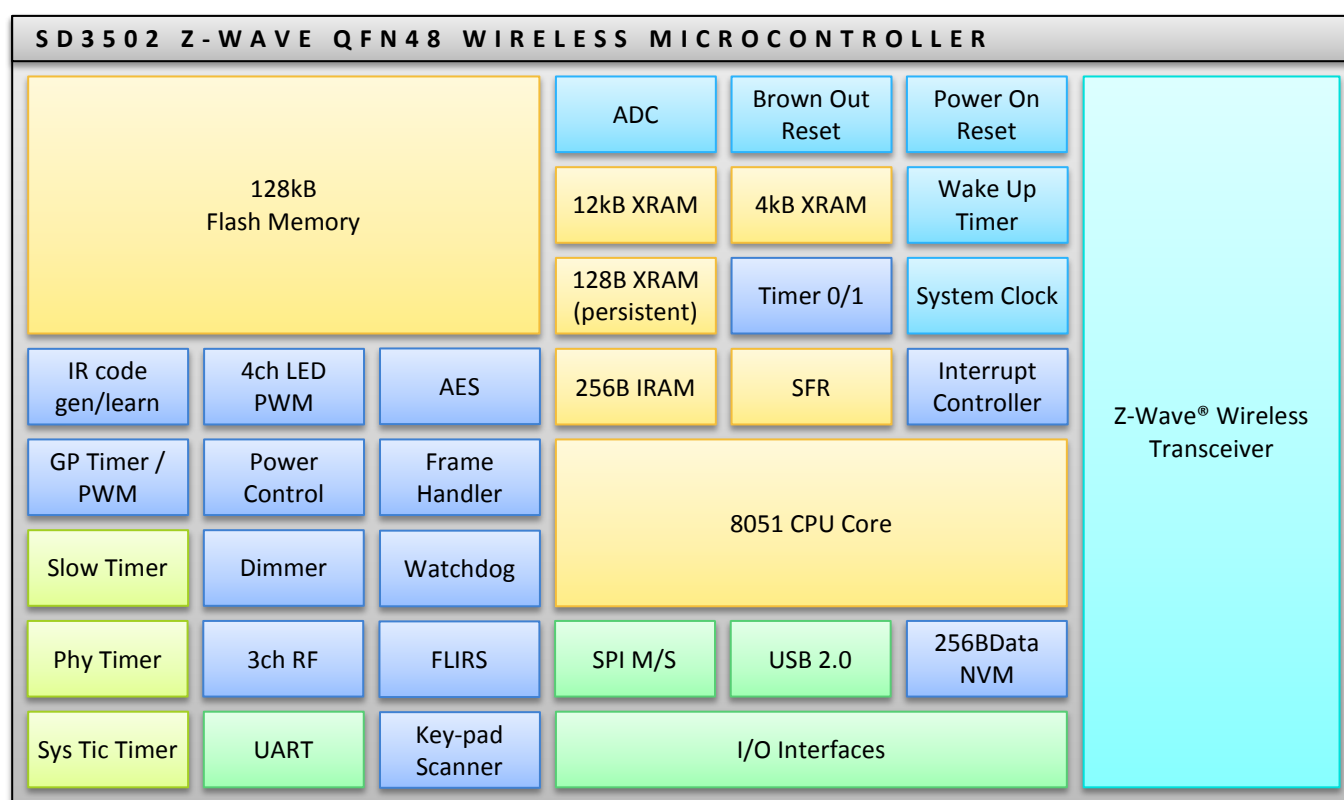 SD3502 Z-WAVE QFN48 WIRELESS MICROCONTROLLER
128kB
Flash Memory
ADC
Brown Out
Reset
Power On
Reset
12kB XRAM
4kB XRAM
Wake Up
Timer
128B XRAM
(persistent)
Timer 0/1
System Clock
IR code
gen/learn
4ch LED
PWM
AES
256B IRAM
SFR
Interrupt
Controller
Z-Wave® Wireless
Transceiver
GP Timer /
PWM
Power
Control
Frame
Handler
8051 CPU Core
Slow Timer
Dimmer
Watchdog
Phy Timer
3ch RF
FLIRS
SPI M/S
USB 2.0
256BData
NVM
Sys Tic Timer
UART
Key-pad
Scanner
I/O Interfaces